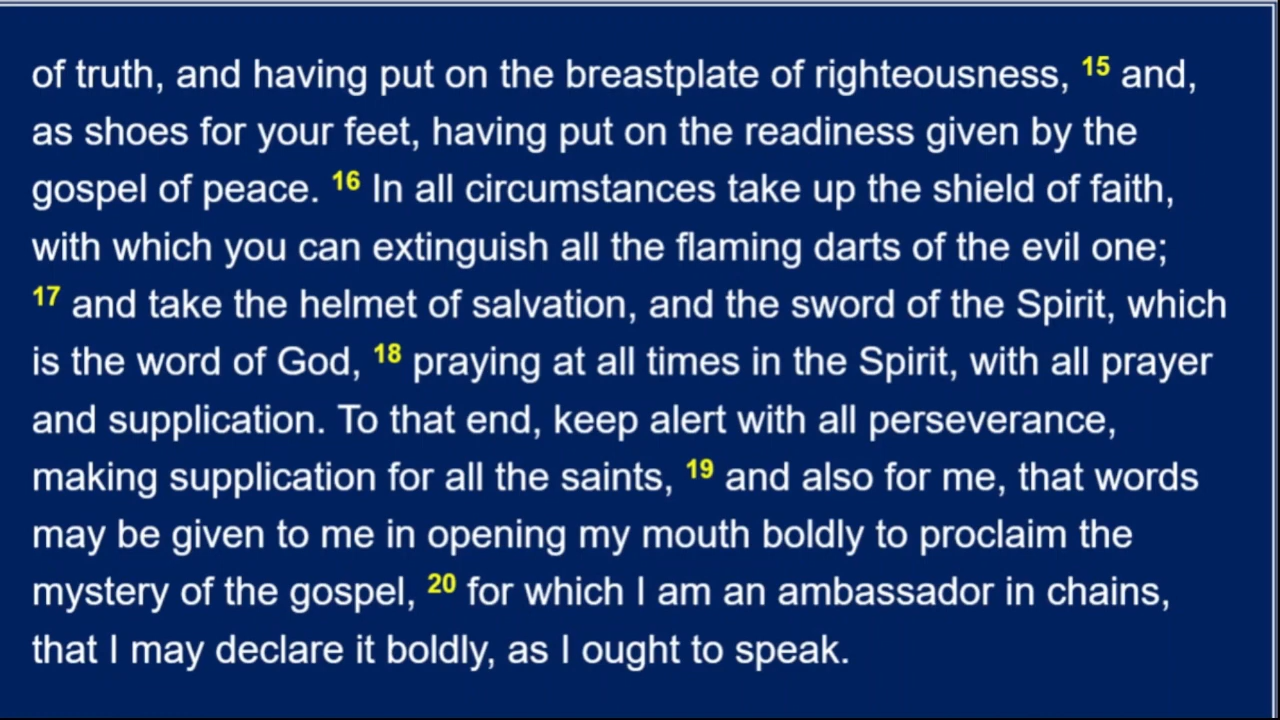 of truth, and having put on the breastplate of righteousness, 15 and,
as shoes for your feet, having put on the readiness given by the
gospel of peace. 16 In all circumstances take up the shield of faith,
with which you can extinguish all the flaming darts of the evil one;
17 and take the helmet of salvation, and the sword of the Spirit, which
is the word of God, 18 praying at all times in the Spirit, with all prayer
and supplication. To that end, keep alert with all perseverance,
making supplication for all the saints, 19 and also for me, that words
may be given to me in opening my mouth boldly to proclaim the
mystery of the gospel, 20 for which I am an ambassador in chains,
that I may declare it boldly, as I ought to speak.